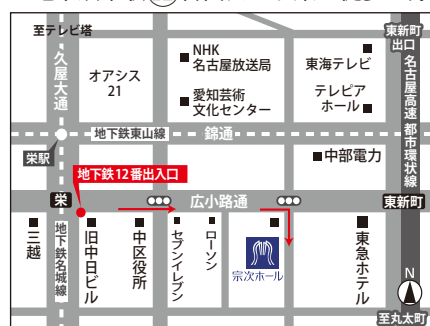 至テレビ塔
久屋大通
オアシス
21
NHK
名古屋放送局
愛知芸術
文化センター
東海テレビ
テレピア
ホール
東新町
出口
名古屋高速 都市環状線
地下鉄東山線
錦通
栄駅
中部電力
地下鉄12番出入口
栄
広小路通
東新町
三越
地下鉄名城線
旧中日ビル
中区役所
セブンイレブン
ローソン
宗次ホール
東急ホテル
N
至丸太町